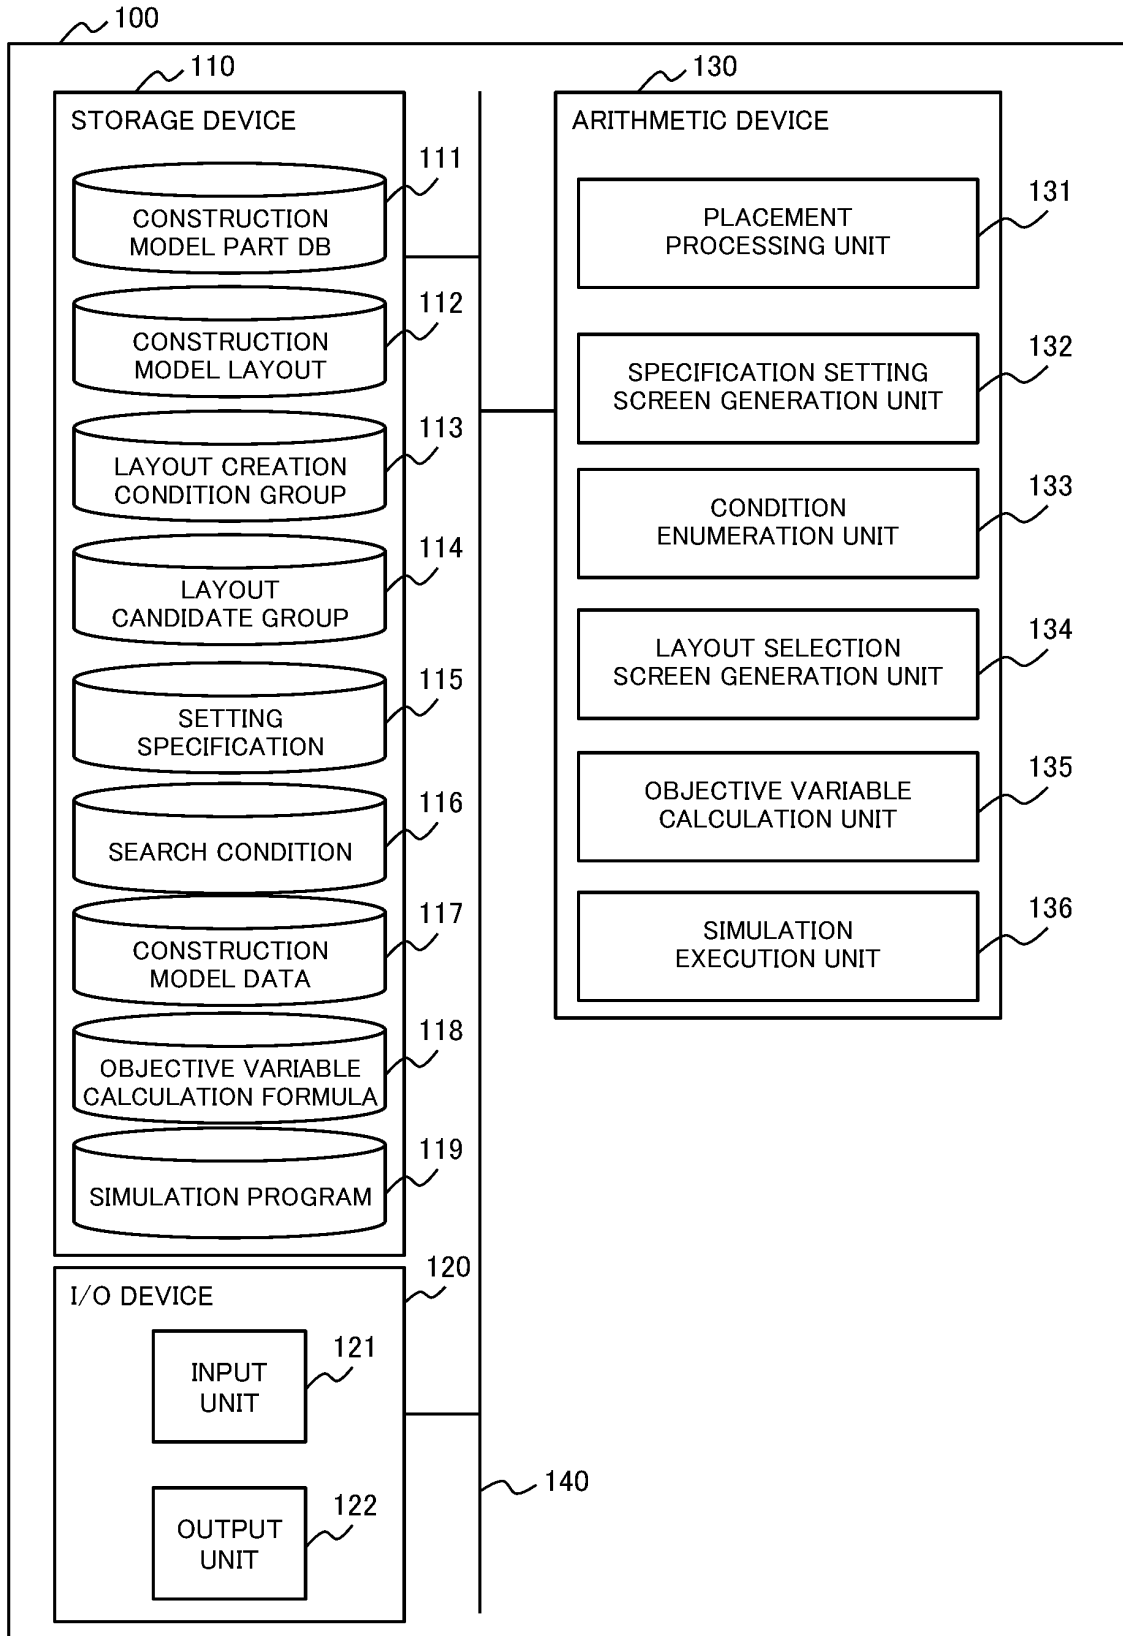 100
110
STORAGE DEVICE
111
CONSTRUCTION
MODEL PART DB
112
CONSTRUCTION
MODEL LAYOUT
113
LAYOUT CREATION
CONDITION GROUP
114
LAYOUT
CANDIDATE GROUP
115
SETTING
SPECIFICATION
116
SEARCH CONDITION
117
CONSTRUCTION
MODEL DATA
118
OBJECTIVE VARIABLE
CALCULATION FORMULA
119
SIMULATION PROGRAM
120
I/O DEVICE
121
INPUT
UNIT
122
OUTPUT
UNIT
130
ARITHMETIC DEVICE
131
PLACEMENT
PROCESSING UNIT
132
SPECIFICATION SETTING
SCREEN GENERATION UNIT
133
CONDITION
ENUMERATION UNIT
134
LAYOUT SELECTION
SCREEN GENERATION UNIT
135
OBJECTIVE VARIABLE
CALCULATION UNIT
136
SIMULATION
EXECUTION UNIT
140